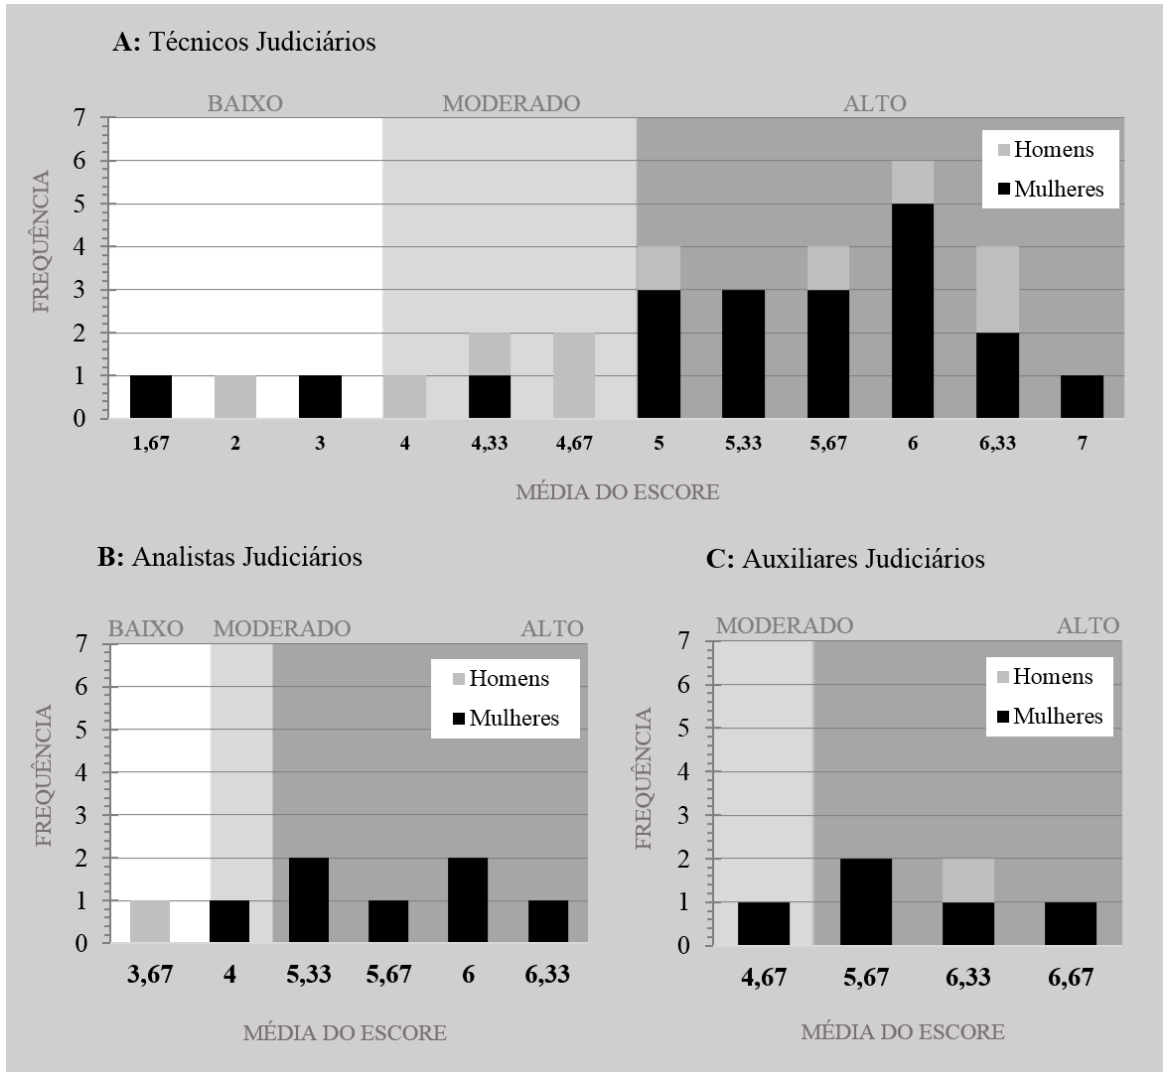 A: Técnicos Judiciários
BAIXO MODERADO ALTO
FREQUÊNCIA
7
6
5
4
3
2
1
0
Homens
Mulheres
1,67 2 3 4 4,33 4,67 5 5,33 5,67 6 6,33 7
MÉDIA DO ESCORE
B: Analistas Judiciários
BAIXO MODERADO ALTO
FREQUÊNCIA
7
6
5
4
3
2
1
0
Homens
Mulheres
3,67 4 5,33 5,67 6 6,33
MÉDIA DO ESCORE
C: Auxiliares Judiciários
MODERADO ALTO
FREQUÊNCIA
7
6
5
4
3
2
1
0
Homens
Mulheres
4,67 5,67 6,33 6,67
MÉDIA DO ESCORE